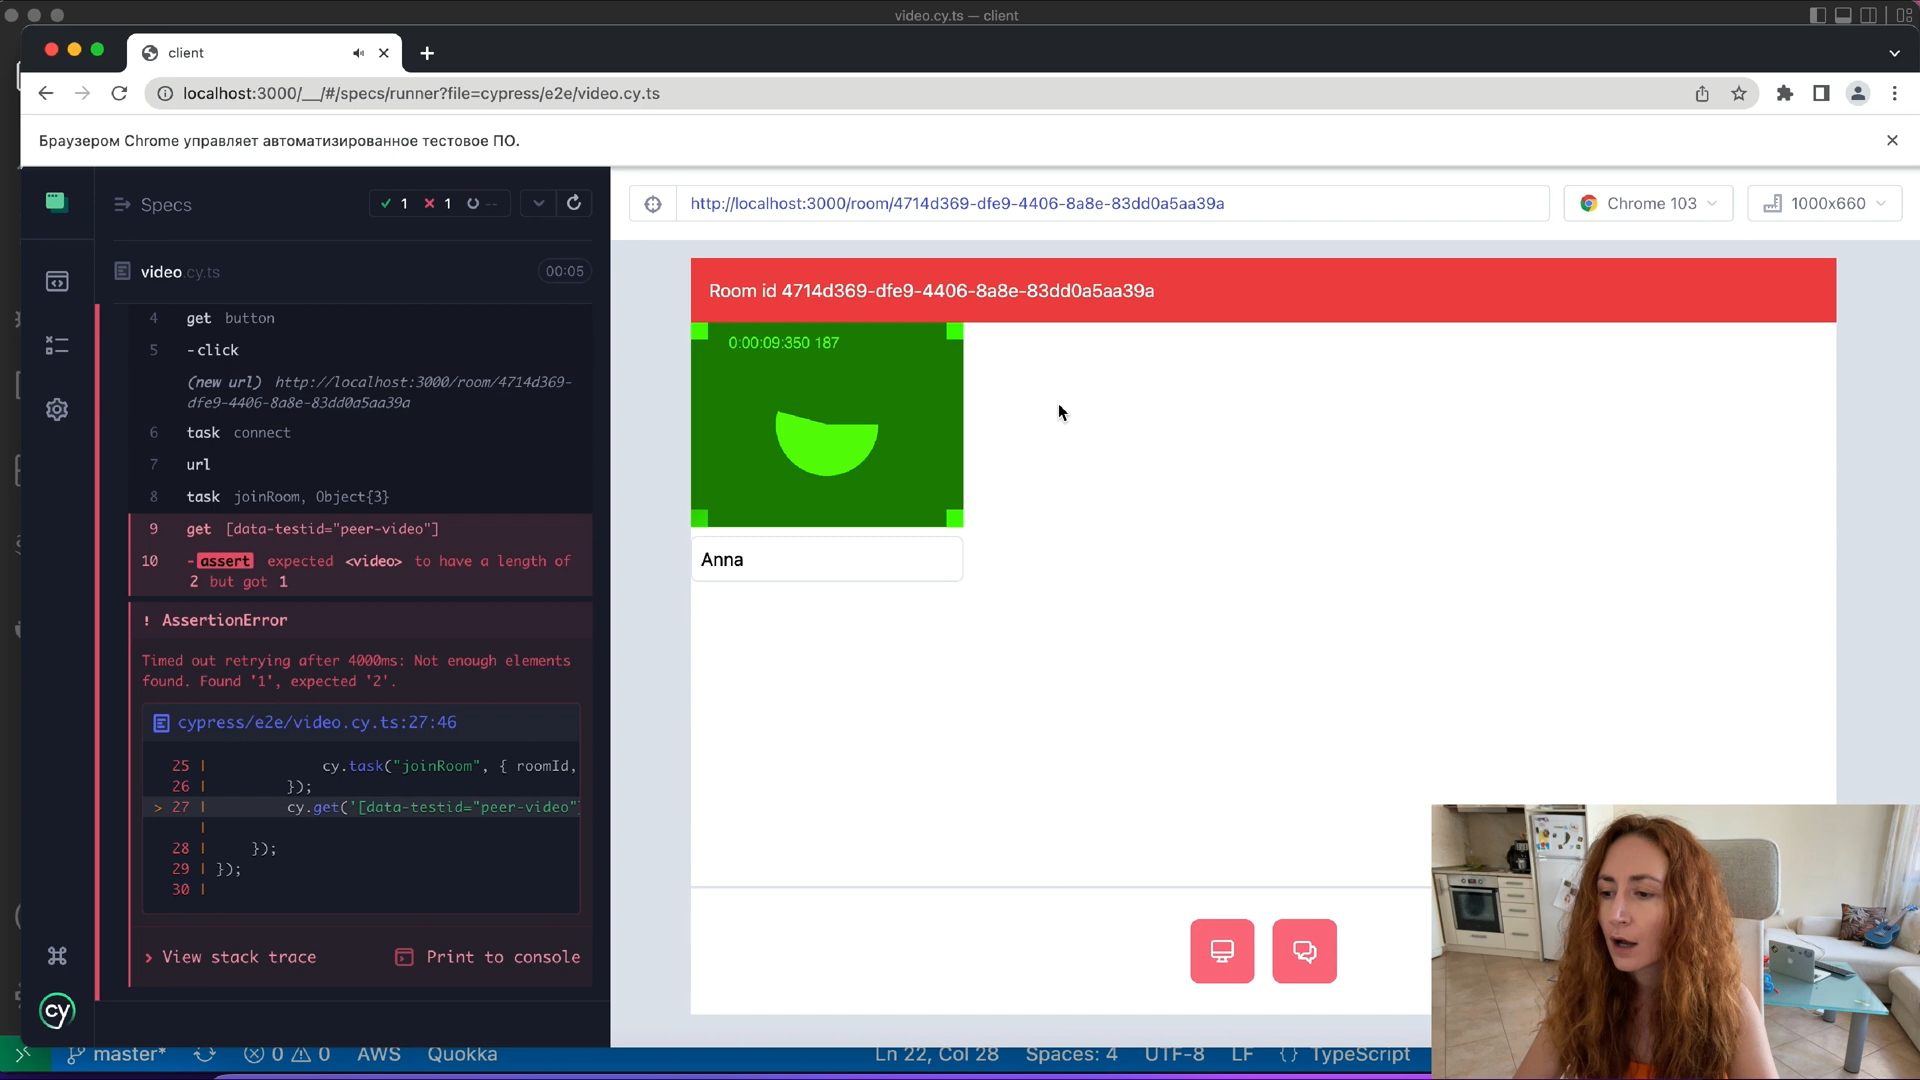 video.cy.ts — client
client
localhost:3000/__/#/specs/runner?file=cypress/e2e/video.cy.ts
Браузером Chrome управляет автоматизированное тестовое ПО.
Specs
1 1 --
http://localhost:3000/room/4714d369-dfe9-4406-8a8e-83dd0a5aa39a
Chrome 103
1000x660
video.cy.ts
00:05
4 get button
5 -click
(new url) http://localhost:3000/room/4714d369-
dfe9-4406-8a8e-83dd0a5aa39a
6 task connect
7 url
8 task joinRoom, Object{3}
9 get [data-testid="peer-video"]
10 -assert expected <video> to have a length of
2 but got 1
! AssertionError
Timed out retrying after 4000ms: Not enough elements
found. Found '1', expected '2'.
cypress/e2e/video.cy.ts:27:46
25 | cy.task("joinRoom", { roomId,
26 | });
> 27 | cy.get('[data-testid="peer-video"]
|
28 | });
29 | });
30 |
› View stack trace
Print to console
cy
Room id 4714d369-dfe9-4406-8a8e-83dd0a5aa39a
0:00:09:350 187
Anna
master*
0 0
AWS
Quokka
Ln 22, Col 28
Spaces: 4
UTF-8
LF
{} TypeScript